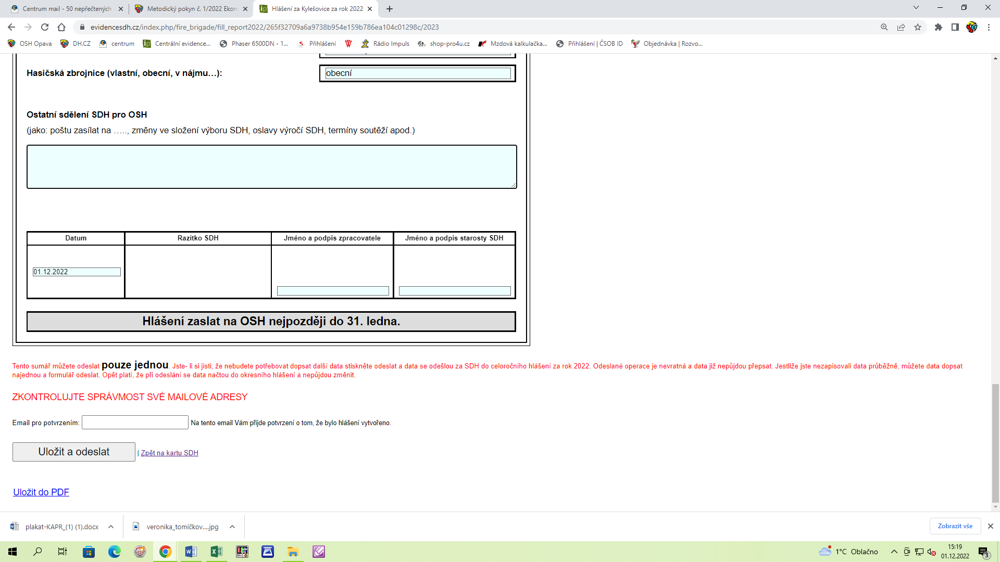 Centrum mail - 50 nepřečtených
Metodický pokyn č. 1/2022 Ekon
Hlášení za Kylešovice za rok 2022
evidencesdh.cz/index.php/fire_brigade/fill_report2022/265f32709a6a9738b954e159b786ea104c01298c/2023
OSH Opava
DH.CZ
centrum
Centrální evidence...
Phaser 6500DN - 1...
Přihlášení
Rádio Impuls
shop-pro4u.cz
Mzdová kalkulačka...
Přihlášení | ČSOB ID
Objednávka | Rozvo...
Hasičská zbrojnice (vlastní, obecní, v nájmu…):
obecní
Ostatní sdělení SDH pro OSH
(jako: poštu zasílat na ….., změny ve složení výboru SDH, oslavy výročí SDH, termíny soutěží apod.)
Datum
Razítko SDH
Jméno a podpis zpracovatele
Jméno a podpis starosty SDH
01.12.2022
Hlášení zaslat na OSH nejpozději do 31. ledna.
Tento sumář můžete odeslat pouze jednou. Jste- li si jisti, že nebudete potřebovat dopsat další data stiskněte odeslat a data se odešlou za SDH do celoročního hlášení za rok 2022. Odeslané operace je nevratná a data již nepůjdou přepsat. Jestliže jste nezapisovali data průběžně, můžete data dopsat
najednou a formulář odeslat. Opět platí, že při odeslání se data načtou do okresního hlášení a nepůjdou změnit.
ZKONTROLUJTE SPRÁVMOST SVÉ MAILOVÉ ADRESY
Email pro potvrzením:
Na tento email Vám přijde potvrzení o tom, že bylo hlášení vytvořeno.
Uložit a odeslat
| Zpět na kartu SDH
Uložit do PDF
plakat-KAPR_(1) (1).docx
veronika_tomíčkov....jpg
Zobrazit vše
1°C Oblačno
15:19
01.12.2022
3